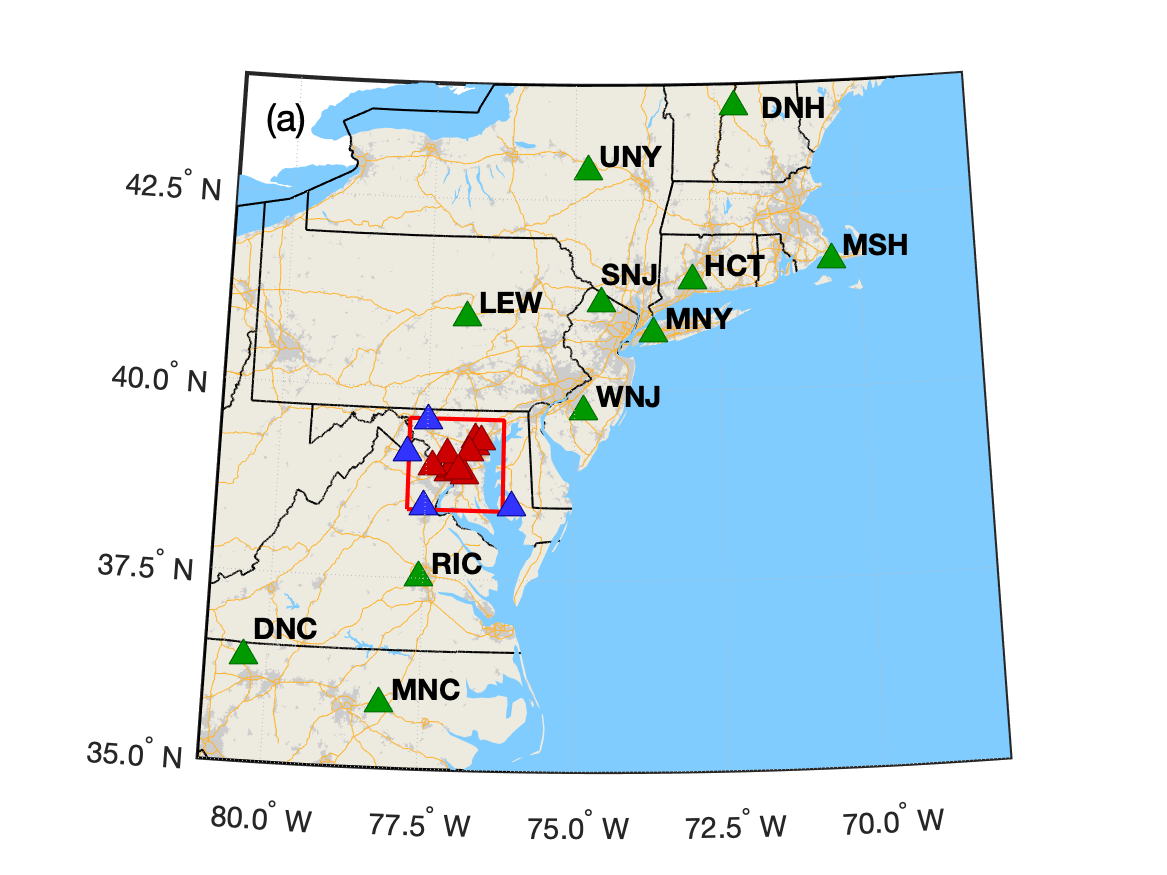 (a)
DNH
UNY
42.5° N
MSH
HCT
SNJ
LEW
MNY
40.0° N
WNJ
37.5° N
RIC
DNC
MNC
35.0° N
80.0° W 77.5° W 75.0° W 72.5° W 70.0° W